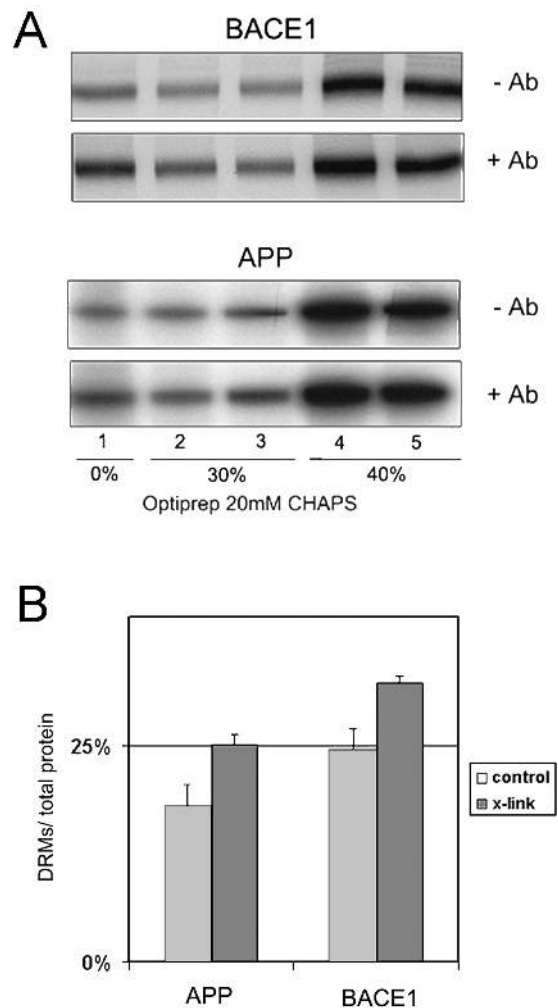 A
BACE1
- Ab
+ Ab
APP
- Ab
+ Ab
1 2 3 4 5
0% 30% 40%
Optiprep 20mM CHAPS
B
DRMs/ total protein
25%
0%
control
x-link
APP BACE1